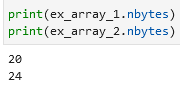 print(ex_array_1.nbytes)
print(ex_array_2.nbytes)
20
24